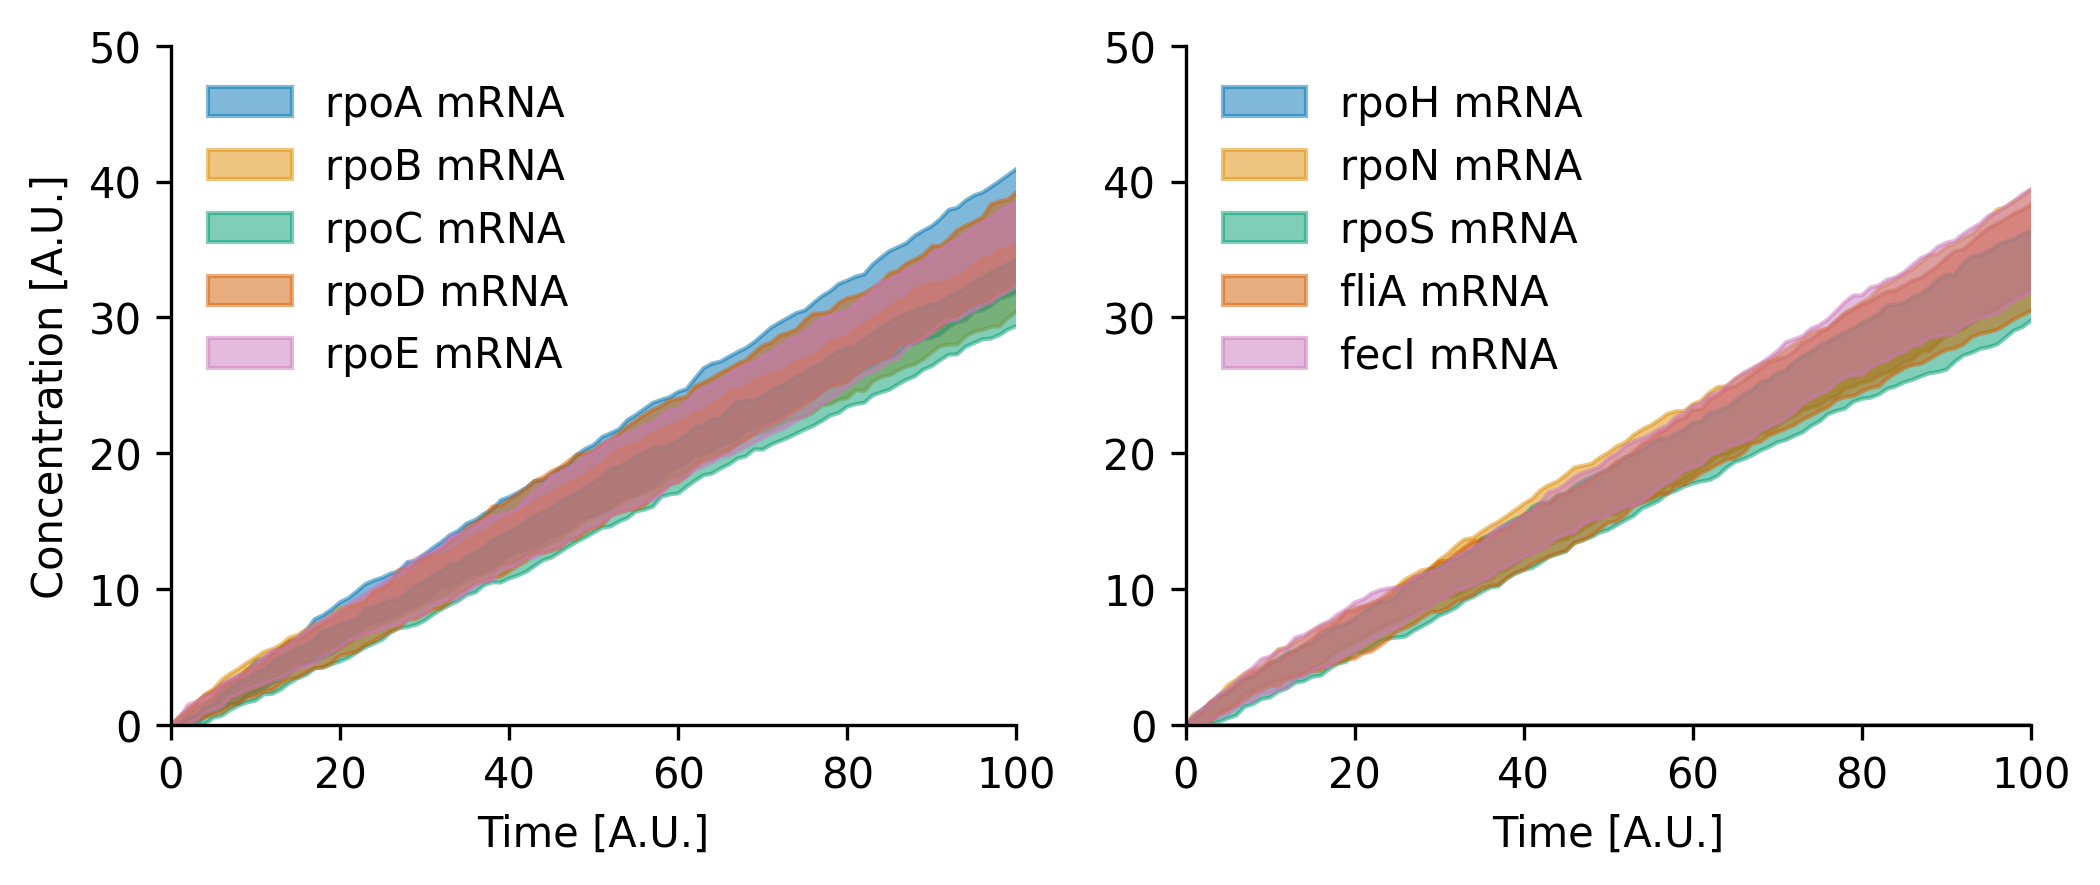 50
40
30
20
10
0
Concentration [A.U.]
rpoA mRNA
rpoB mRNA
rpoC mRNA
rpoD mRNA
rpoE mRNA
0 20 40 60 80 100
Time [A.U.]
50
40
30
20
10
0
rpoH mRNA
rpoN mRNA
rpoS mRNA
fliA mRNA
fecI mRNA
0 20 40 60 80 100
Time [A.U.]